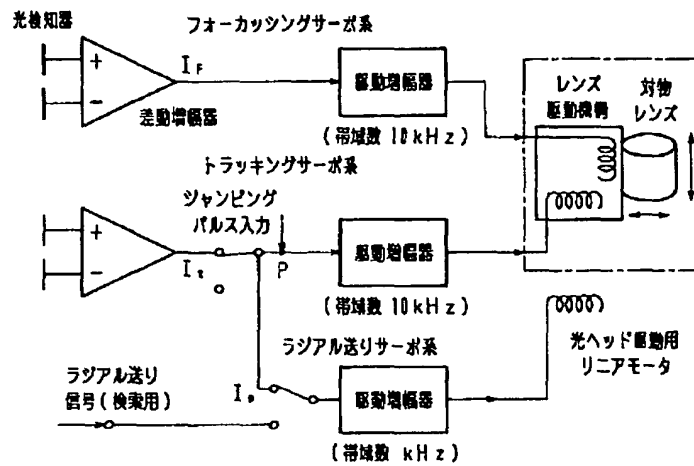 光検知器
フォーカッシングサーボ系
+
−
I_F
差動増幅器
駆動増幅器
(帯域数 10kHz)
レンズ
駆動機構
対物
レンズ
トラッキングサーボ系
ジャンピング
パルス入力
+
−
I_t
P
駆動増幅器
(帯域数 10kHz)
ラジアル送りサーボ系
光ヘッド駆動用
リニアモータ
ラジアル送り
信号(検索用)
駆動増幅器
(帯域数 kHz)